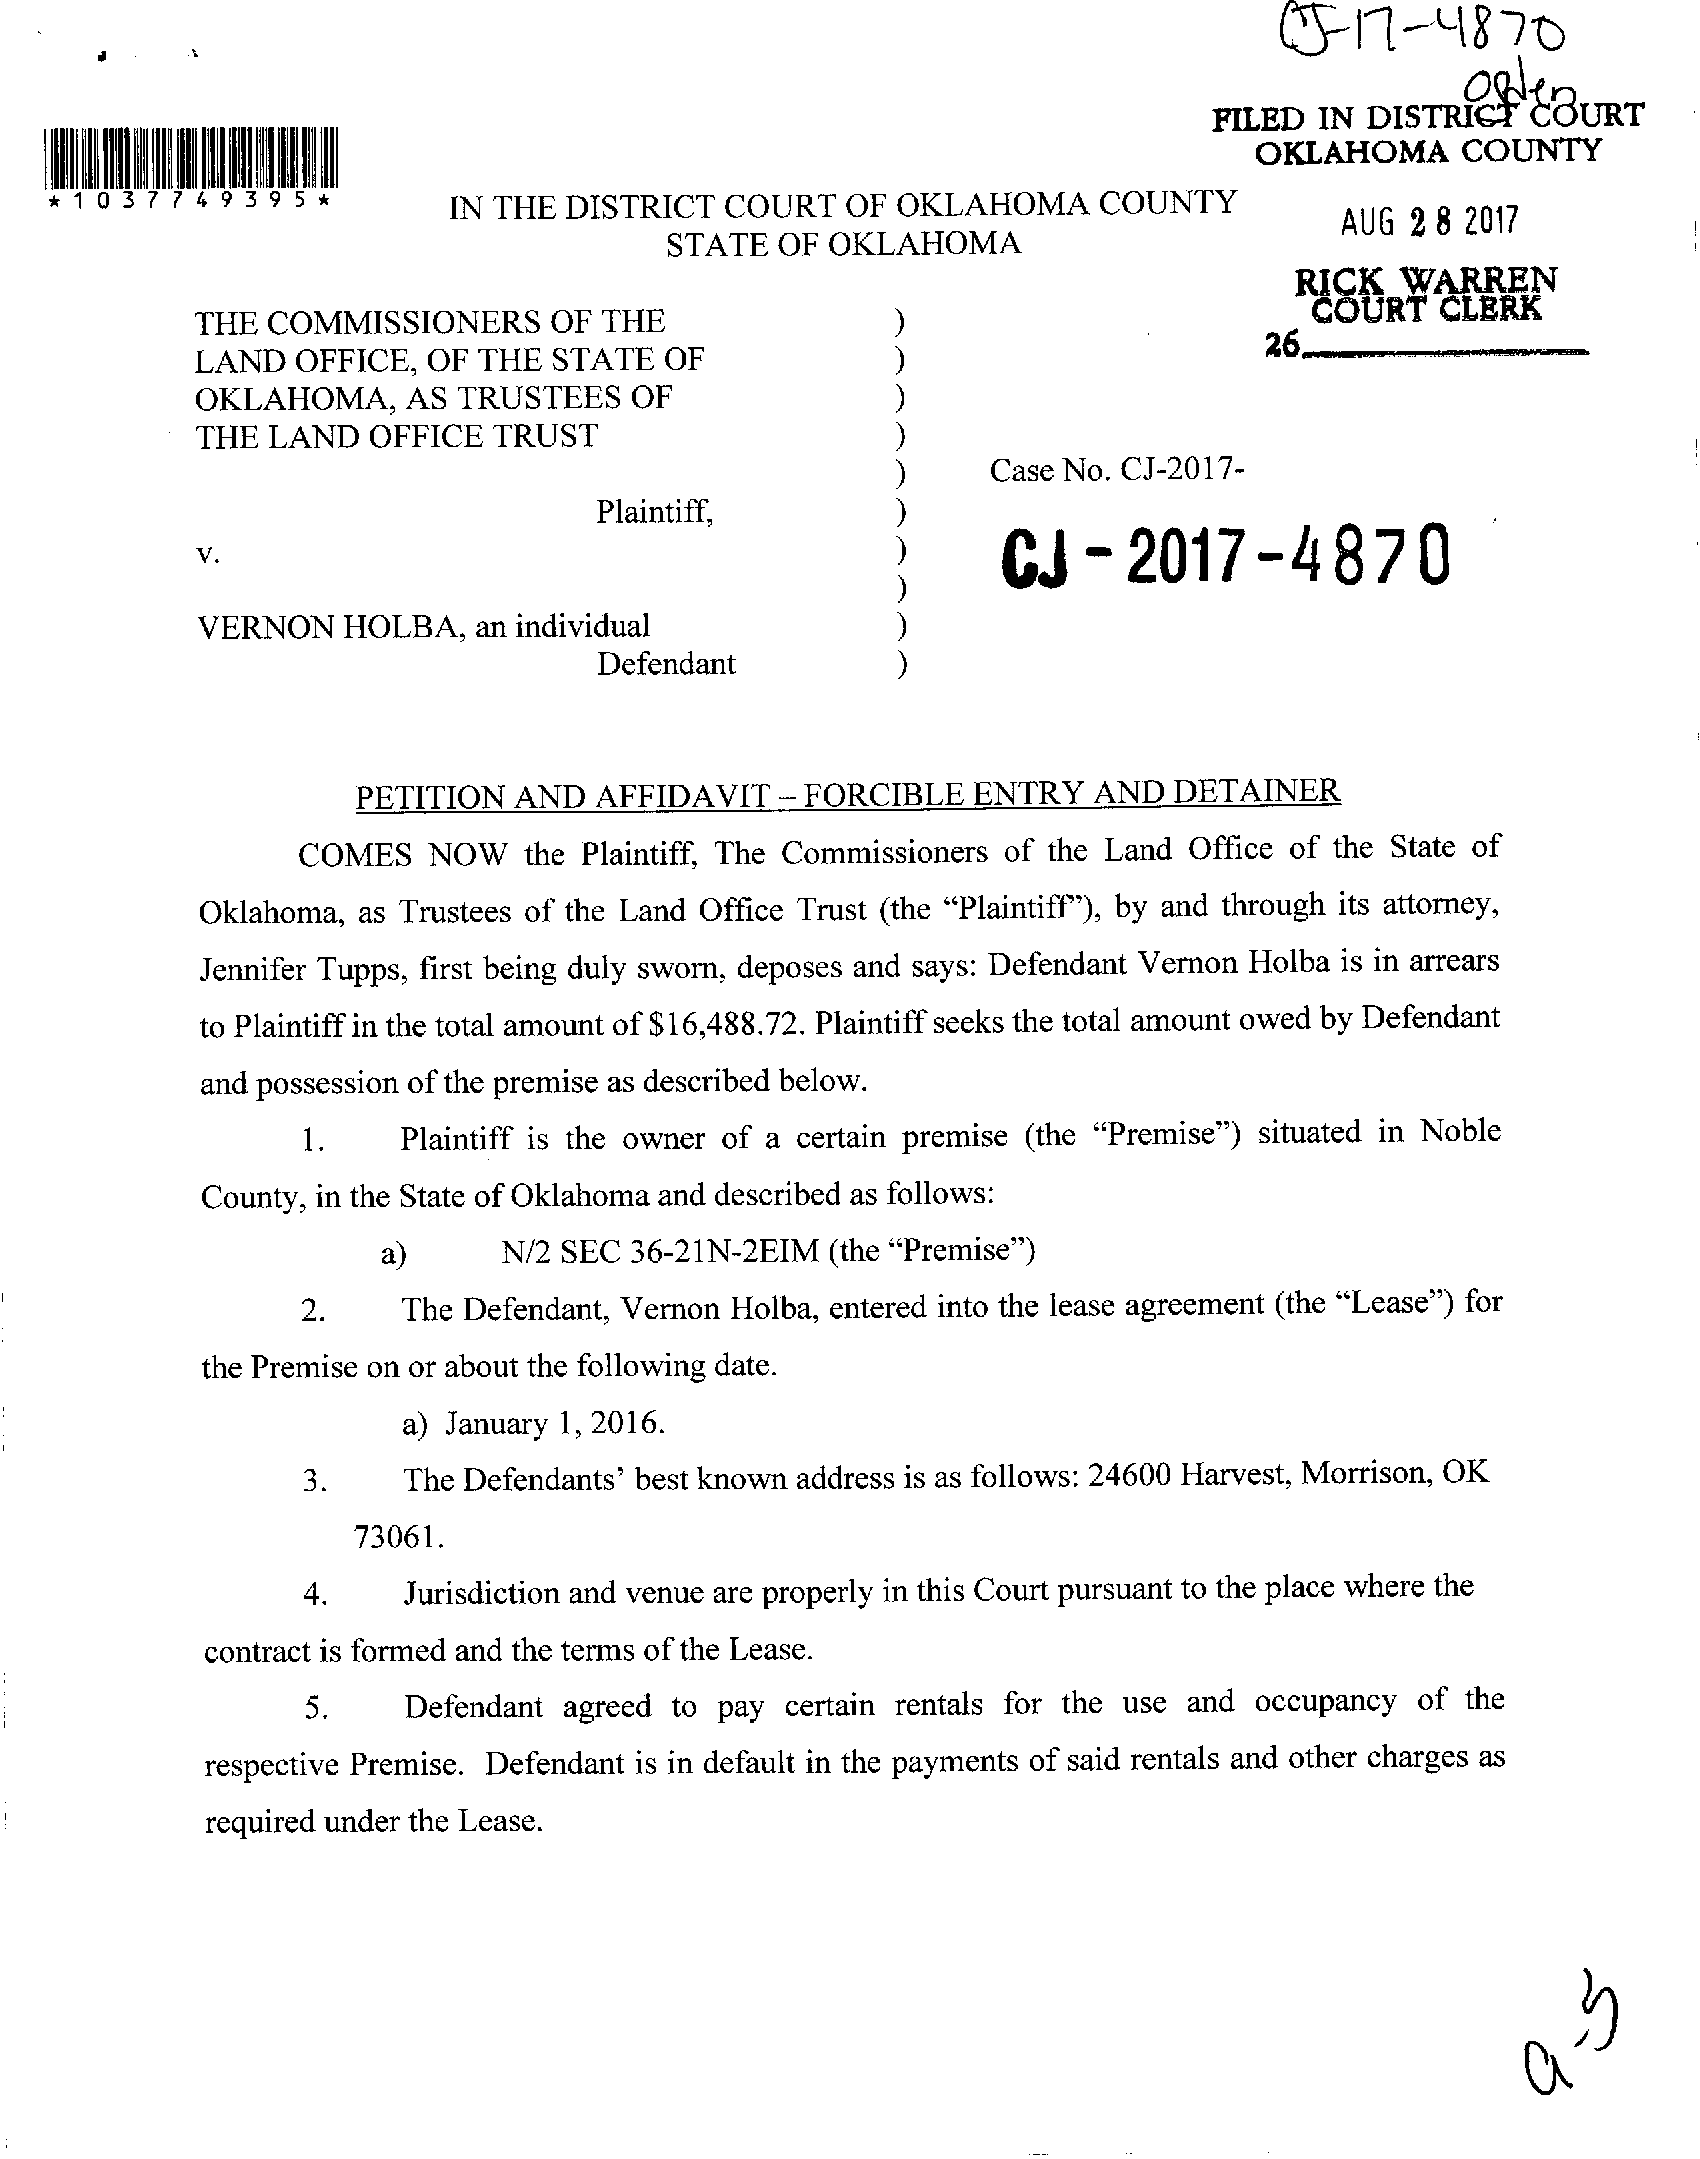 CJ-17-4870
Ogden
FILED IN DISTRICT COURT
OKLAHOMA COUNTY
*1037749395*
IN THE DISTRICT COURT OF OKLAHOMA COUNTY
STATE OF OKLAHOMA
AUG 28 2017
RICK WARREN
COURT CLERK
26
THE COMMISSIONERS OF THE )
LAND OFFICE, OF THE STATE OF )
OKLAHOMA, AS TRUSTEES OF )
THE LAND OFFICE TRUST )
) Case No. CJ-2017-
Plaintiff, )
v. ) CJ-2017-4870
)
VERNON HOLBA, an individual )
Defendant )
PETITION AND AFFIDAVIT – FORCIBLE ENTRY AND DETAINER
COMES NOW the Plaintiff, The Commissioners of the Land Office of the State of
Oklahoma, as Trustees of the Land Office Trust (the “Plaintiff”), by and through its attorney,
Jennifer Tupps, first being duly sworn, deposes and says: Defendant Vernon Holba is in arrears
to Plaintiff in the total amount of $16,488.72. Plaintiff seeks the total amount owed by Defendant
and possession of the premise as described below.
1. Plaintiff is the owner of a certain premise (the “Premise”) situated in Noble
County, in the State of Oklahoma and described as follows:
a) N/2 SEC 36-21N-2EIM (the “Premise”)
2. The Defendant, Vernon Holba, entered into the lease agreement (the “Lease”) for
the Premise on or about the following date.
a) January 1, 2016.
3. The Defendants’ best known address is as follows: 24600 Harvest, Morrison, OK
73061.
4. Jurisdiction and venue are properly in this Court pursuant to the place where the
contract is formed and the terms of the Lease.
5. Defendant agreed to pay certain rentals for the use and occupancy of the
respective Premise. Defendant is in default in the payments of said rentals and other charges as
required under the Lease.